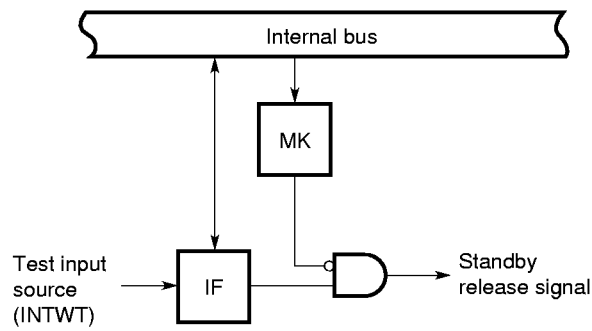 Internal bus
MK
Test input
source
(INTWT)
IF
Standby
release signal